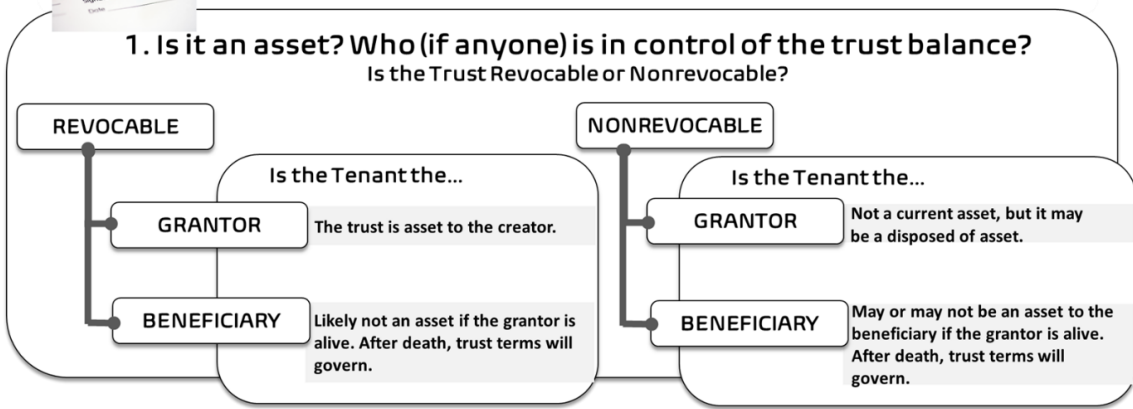 1. Is it an asset? Who (if anyone) is in control of the trust balance?
Is the Trust Revocable or Nonrevocable?
REVOCABLE
Is the Tenant the...
GRANTOR
The trust is asset to the creator.
BENEFICIARY
Likely not an asset if the grantor is
alive. After death, trust terms will
govern.
NONREVOCABLE
Is the Tenant the...
GRANTOR
Not a current asset, but it may
be a disposed of asset.
BENEFICIARY
May or may not be an asset to the
beneficiary if the grantor is alive.
After death, trust terms will
govern.